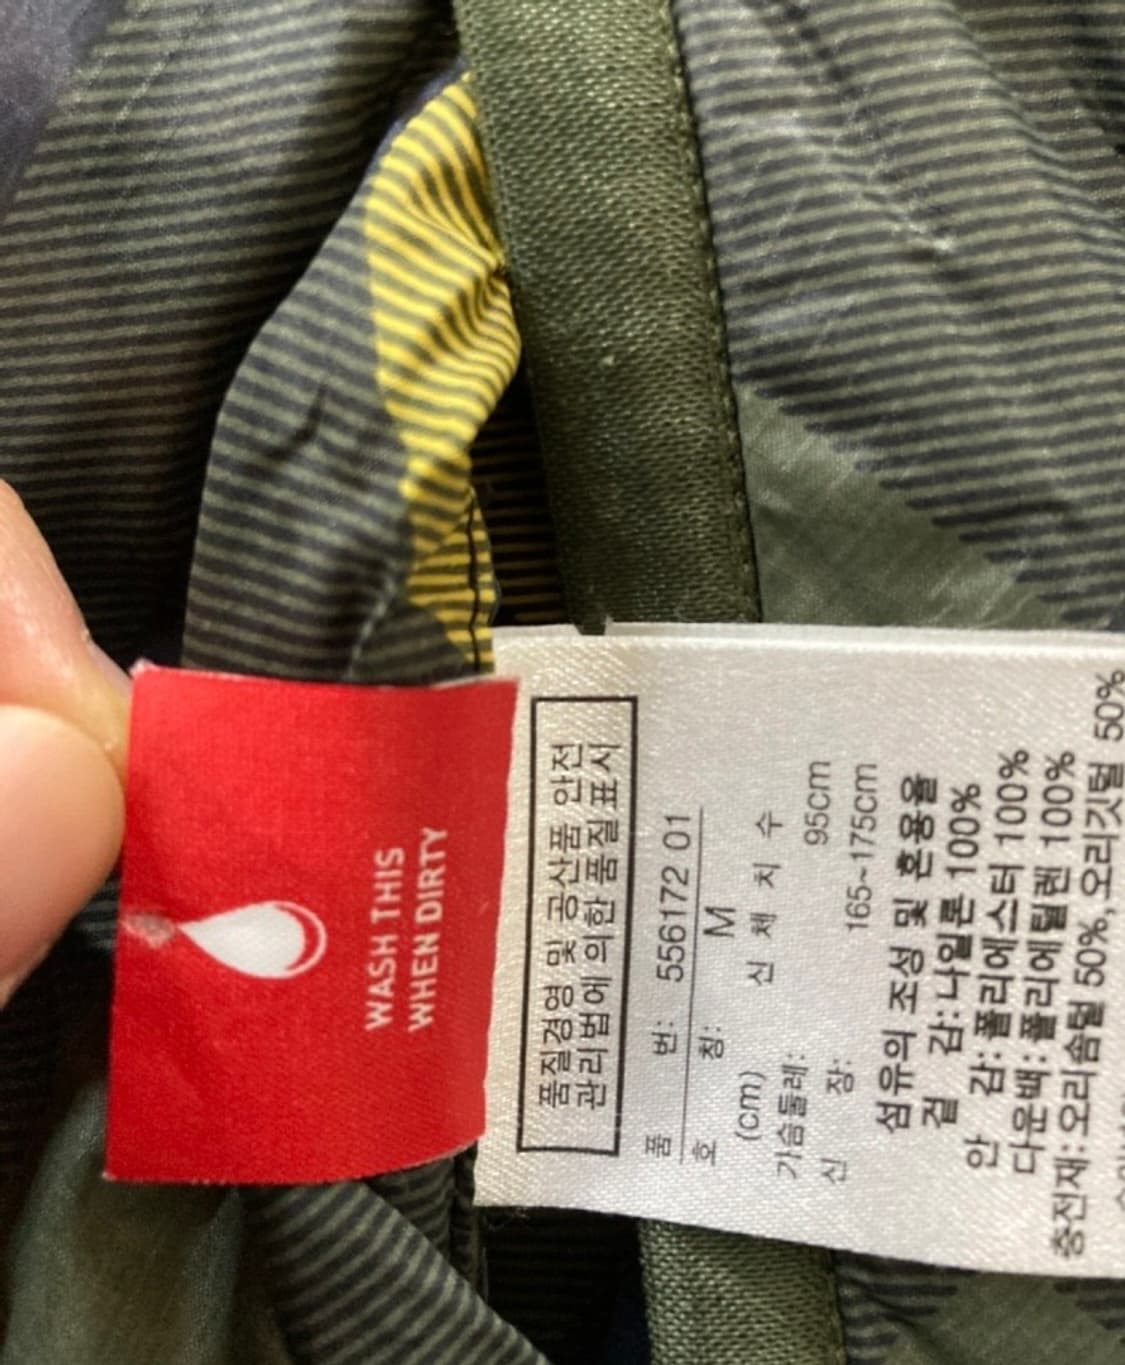 WASH THIS
WHEN DIRTY
품질경영 및 공산품 안전
관리법에 의한 품질표시
품 번: 556172 01
호 칭: M
(cm) 신 체 치 수
가슴둘레: 95cm
신 장: 165~175cm
섬유의 조성 및 혼용율
겉 감: 나일론 100%
안 감: 폴리에스터 100%
다운백: 폴리에틸렌 100%
충전재: 오리솜털 50%, 오리깃털 50%